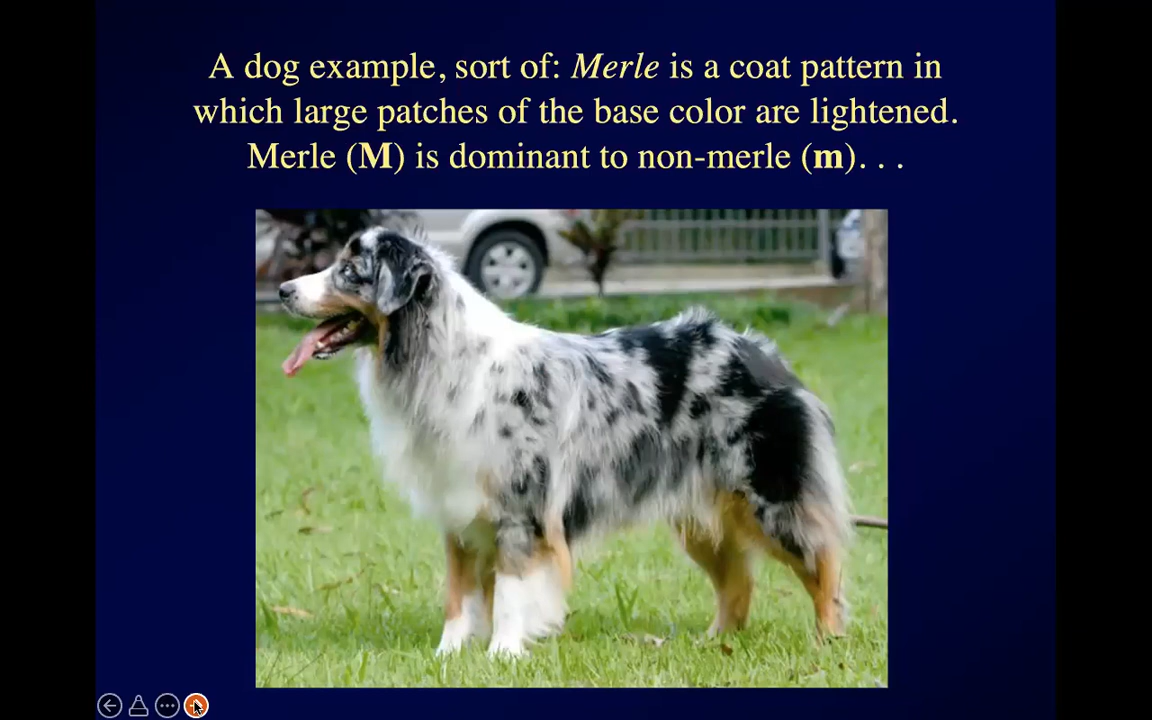 A dog example, sort of: Merle is a coat pattern in
which large patches of the base color are lightened.
Merle (M) is dominant to non-merle (m). . .